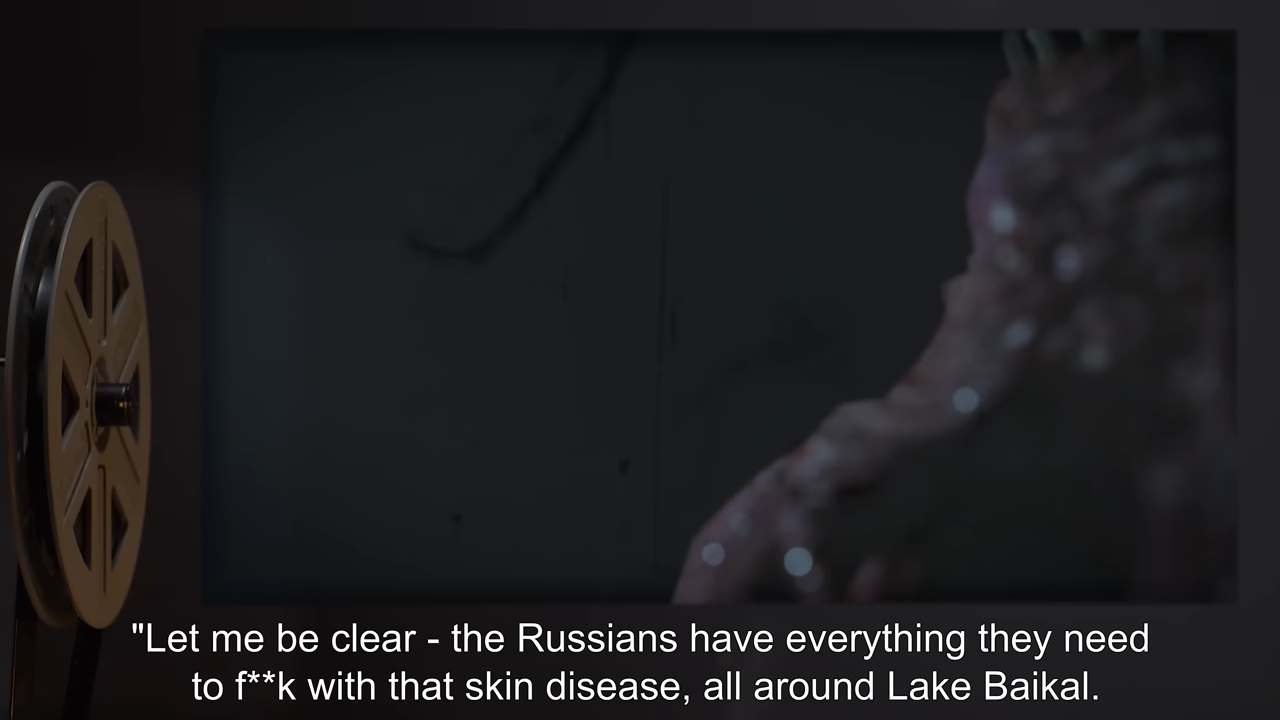 "Let me be clear - the Russians have everything they need
to f**k with that skin disease, all around Lake Baikal.